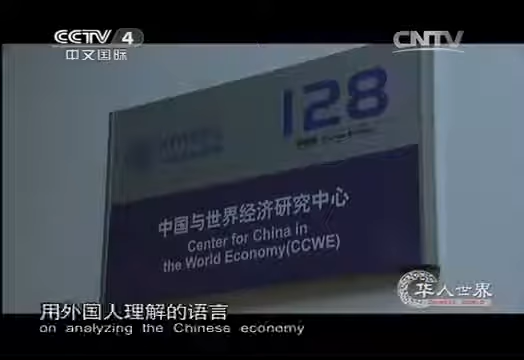 CCTV 4
中文国际
CNTV
128
中国与世界经济研究中心
Center for China in
the World Economy(CCWE)
华人世界
CHINESE WORLD
用外国人理解的语言
on analyzing the Chinese economy